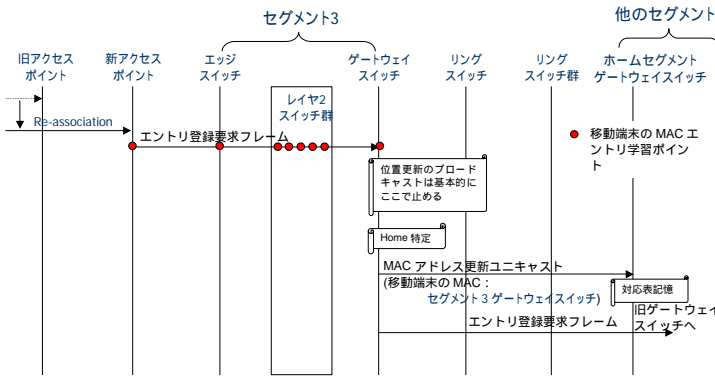 セグメント3
他のセグメント
旧アクセス
ポイント
新アクセス
ポイント
エッジ
スイッチ
ゲートウェイ
スイッチ
リング
スイッチ
リング
スイッチ群
ホームセグメント
ゲートウェイスイッチ
レイヤ2
スイッチ群
Re-association
エントリ登録要求フレーム
移動端末の MAC エ
ントリ学習ポイン
ト
位置更新のブロード
キャストは基本的に
ここで止める
Home 特定
MAC アドレス更新ユニキャスト
(移動端末の MAC：
セグメント 3 ゲートウェイスイッチ)
対応表記憶
旧ゲートウェイ
スイッチへ
エントリ登録要求フレーム